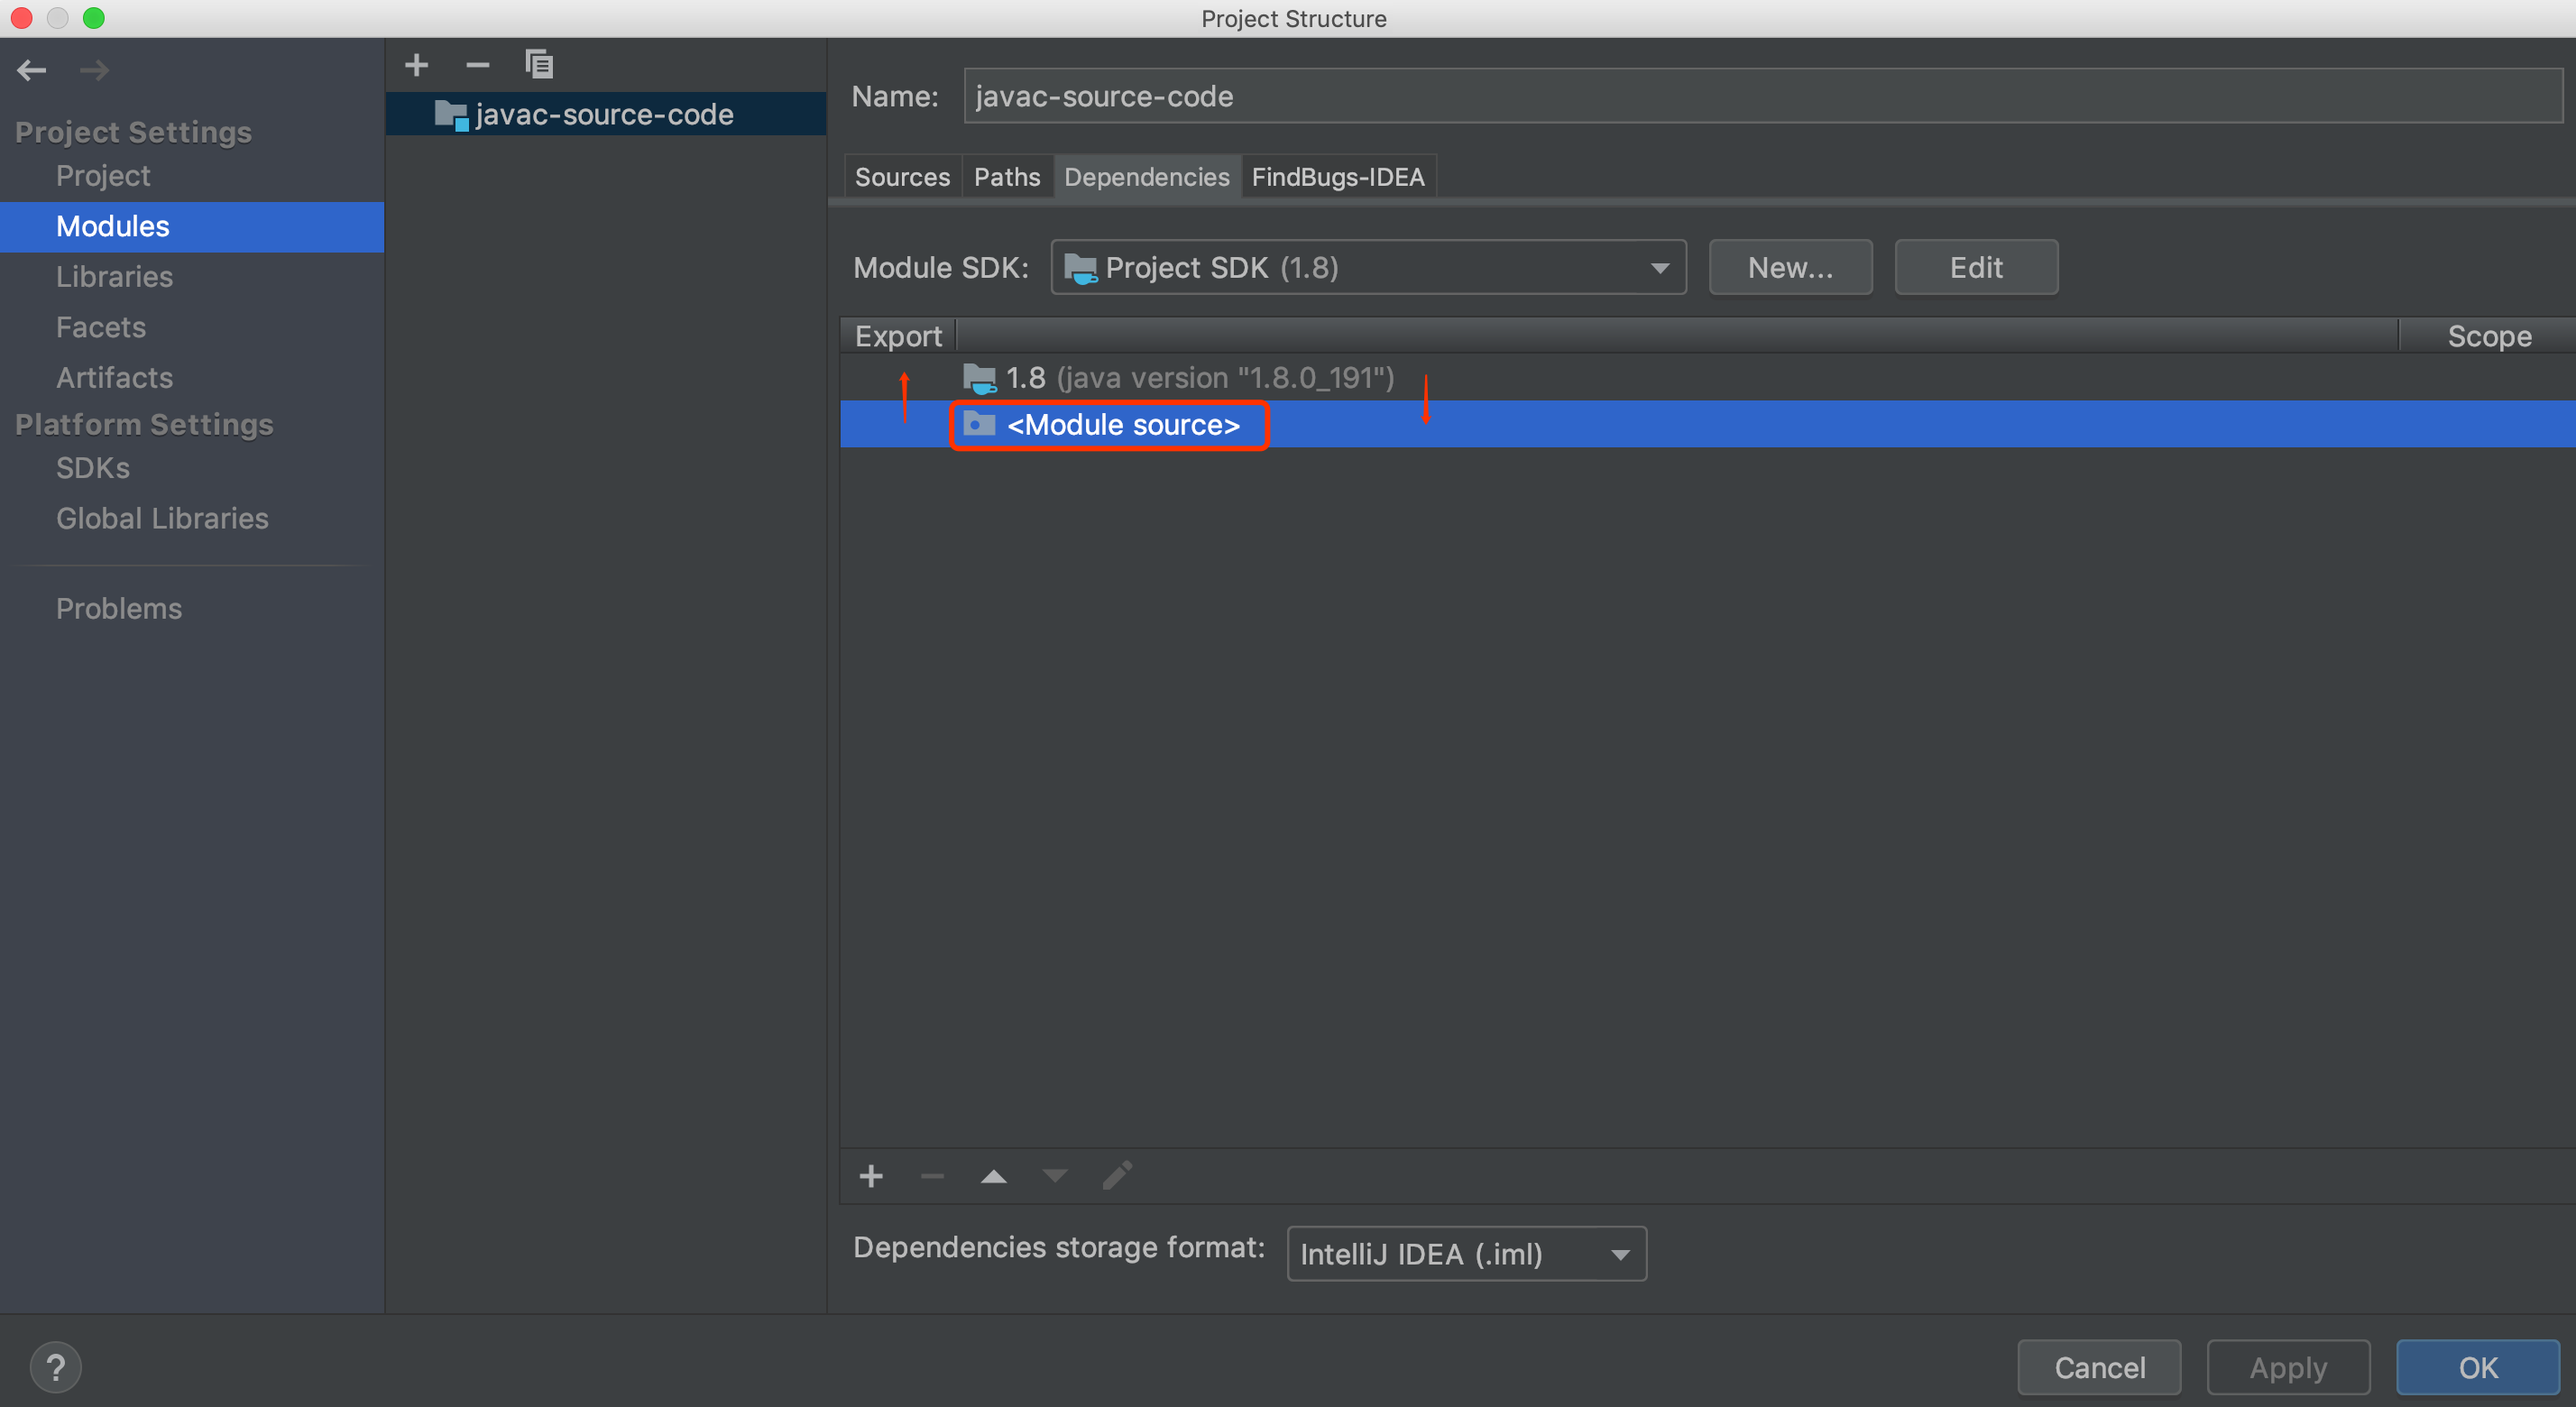 Project Structure
Project Settings
Project
Modules
Libraries
Facets
Artifacts
Platform Settings
SDKs
Global Libraries
Problems
javac-source-code
Name: javac-source-code
Sources Paths Dependencies FindBugs-IDEA
Module SDK: Project SDK (1.8) New... Edit
Export Scope
1.8 (java version "1.8.0_191")
<Module source>
Dependencies storage format: IntelliJ IDEA (.iml)
? Cancel Apply OK